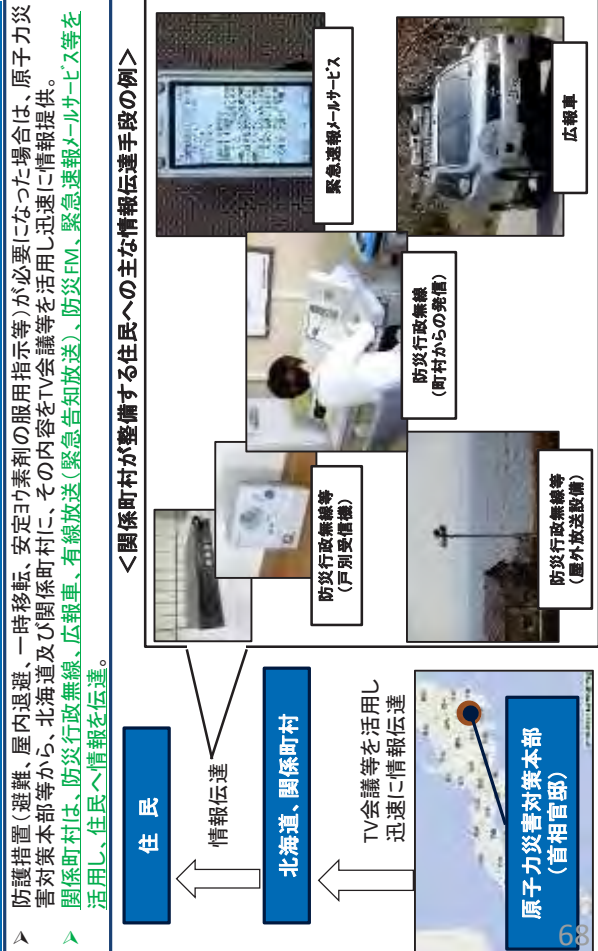 ➢ 防護措置（避難、屋内退避、一時移転、安定ヨウ素剤の服用指示等）が必要になった場合は、原子力災
害対策本部等から、北海道及び関係町村に、その内容をTV会議等を活用し迅速に情報提供。
➢ 関係町村は、防災行政無線、広報車、有線放送（緊急告知放送）、防災FM、緊急速報メールサービス等を
活用し、住民へ情報を伝達。
住 民
情報伝達
北海道、関係町村
TV会議等を活用し
迅速に情報伝達
原子力災害対策本部
（首相官邸）
＜関係町村が整備する住民への主な情報伝達手段の例＞
防災行政無線等
（戸別受信機）
防災行政無線等
（屋外放送設備）
防災行政無線
（町村からの発信）
緊急速報メールサービス
広報車
68